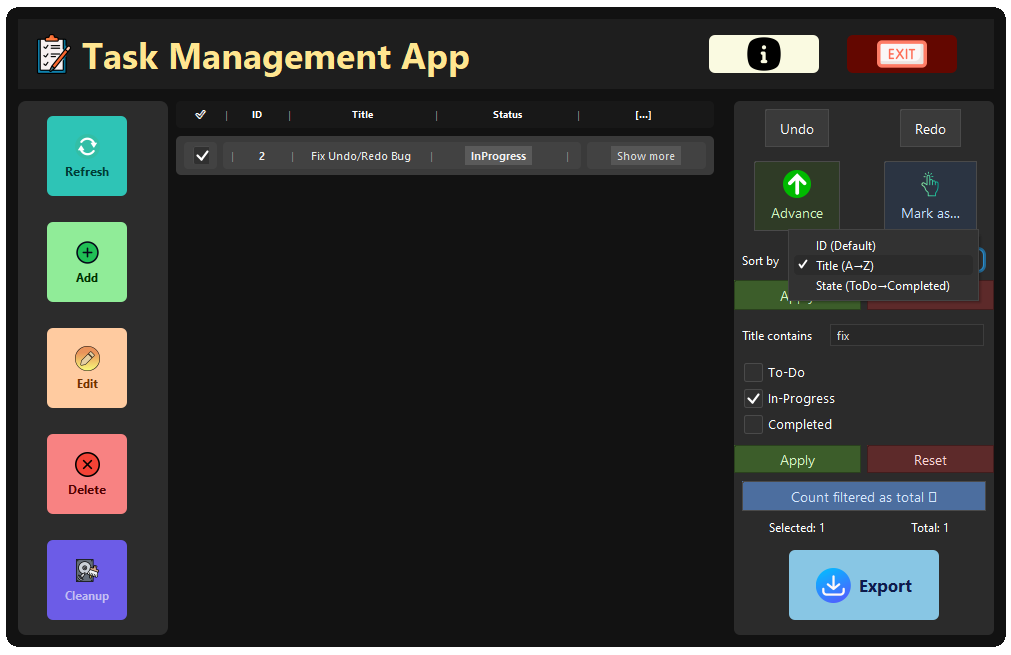 Task Management App
EXIT
Refresh
Add
Edit
Delete
Cleanup
| ID | Title | Status | [...]
| 2 | Fix Undo/Redo Bug | InProgress | Show more
Undo Redo
Advance Mark as...
Sort by
ID (Default)
Title (A→Z)
State (ToDo→Completed)
Title contains fix
To-Do
In-Progress
Completed
Apply Reset
Count filtered as total
Selected: 1 Total: 1
Export